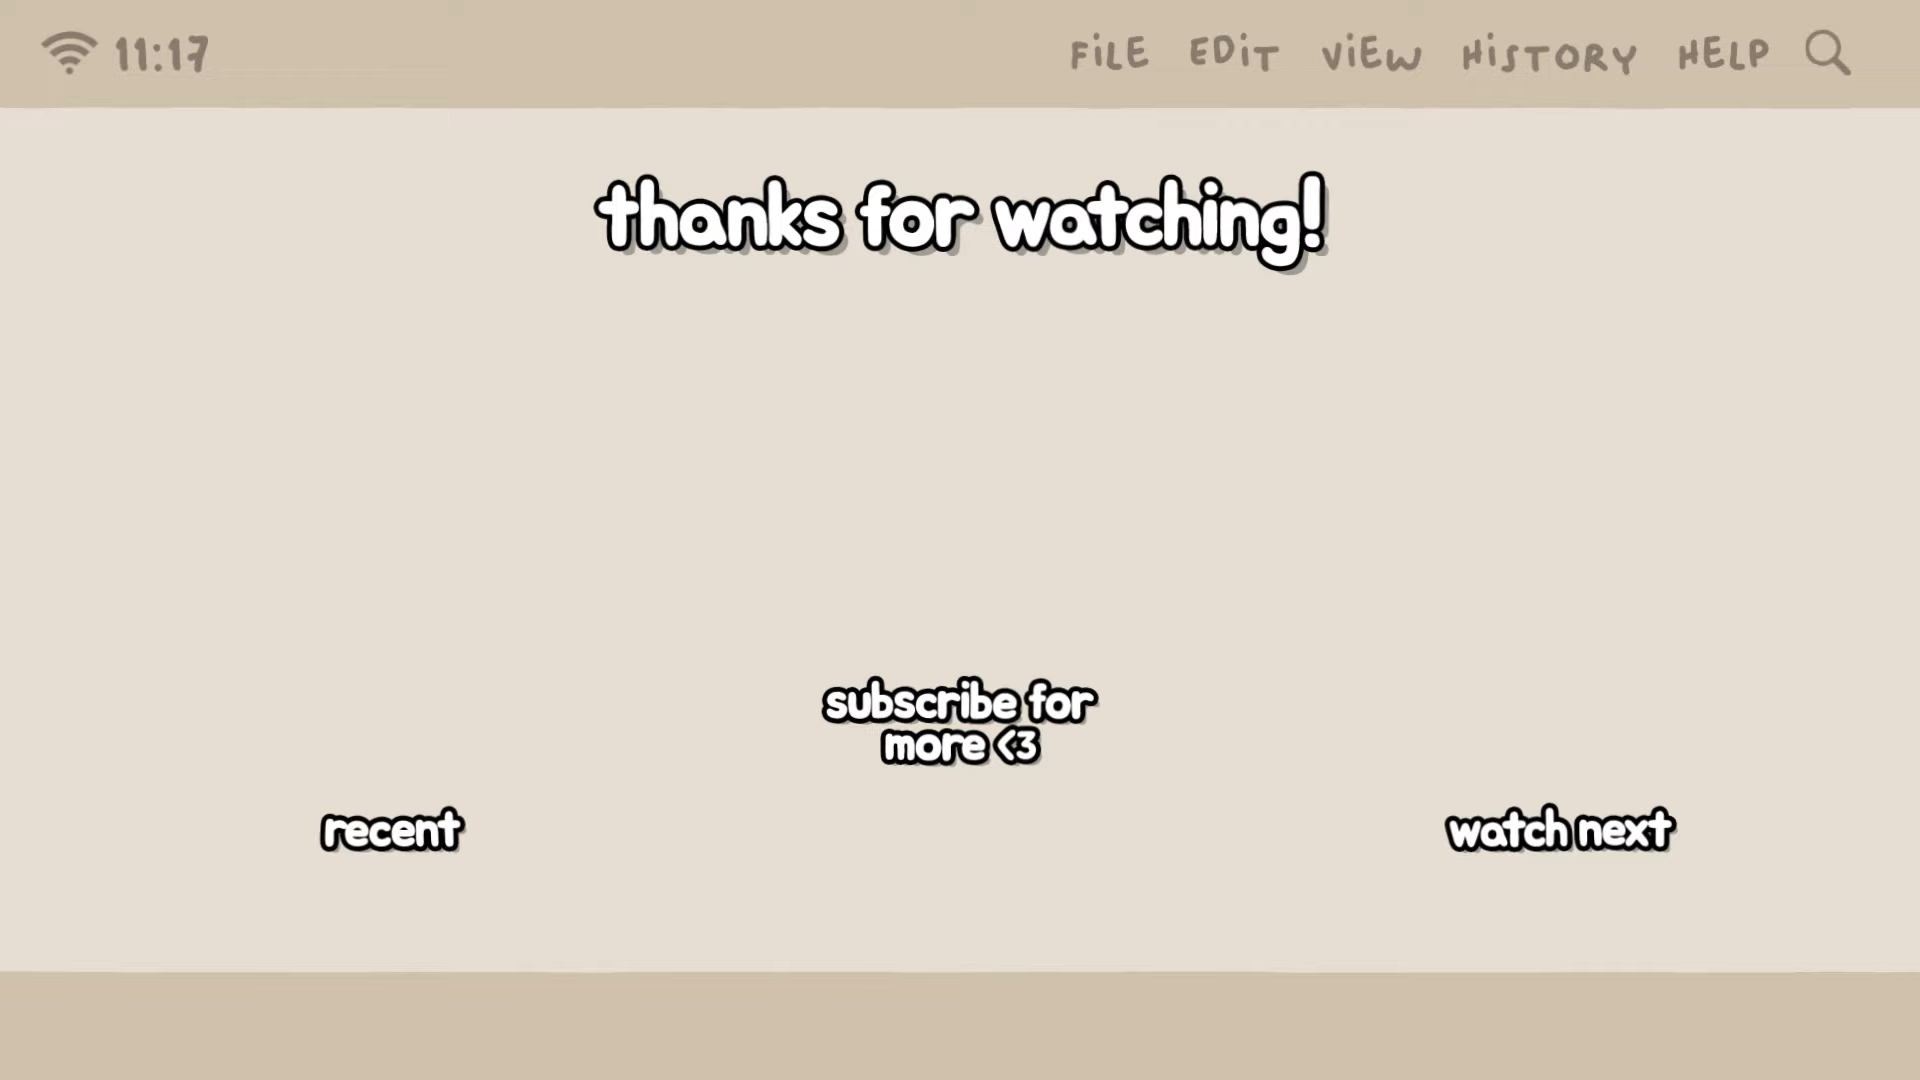 11:17 FiLE EDiT ViEW HiSTORY HELP
thanks for watching!
subscribe for
more <3
recent
watch next